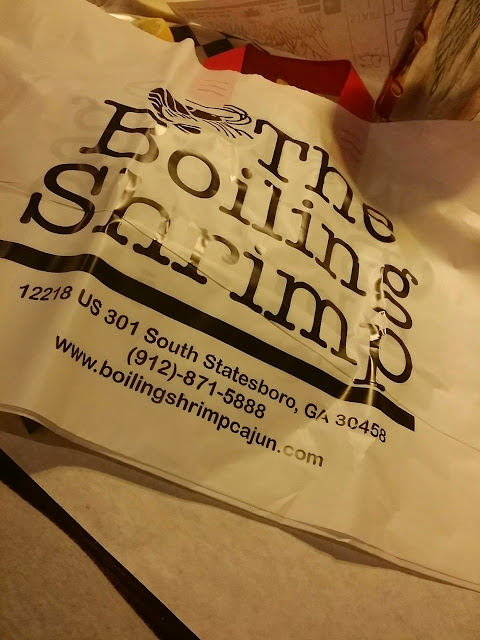 The
Boiling
Shrimp
12218 US 301 South Statesboro, GA 30458
(912)-871-5888
www.boilingshrimpcajun.com